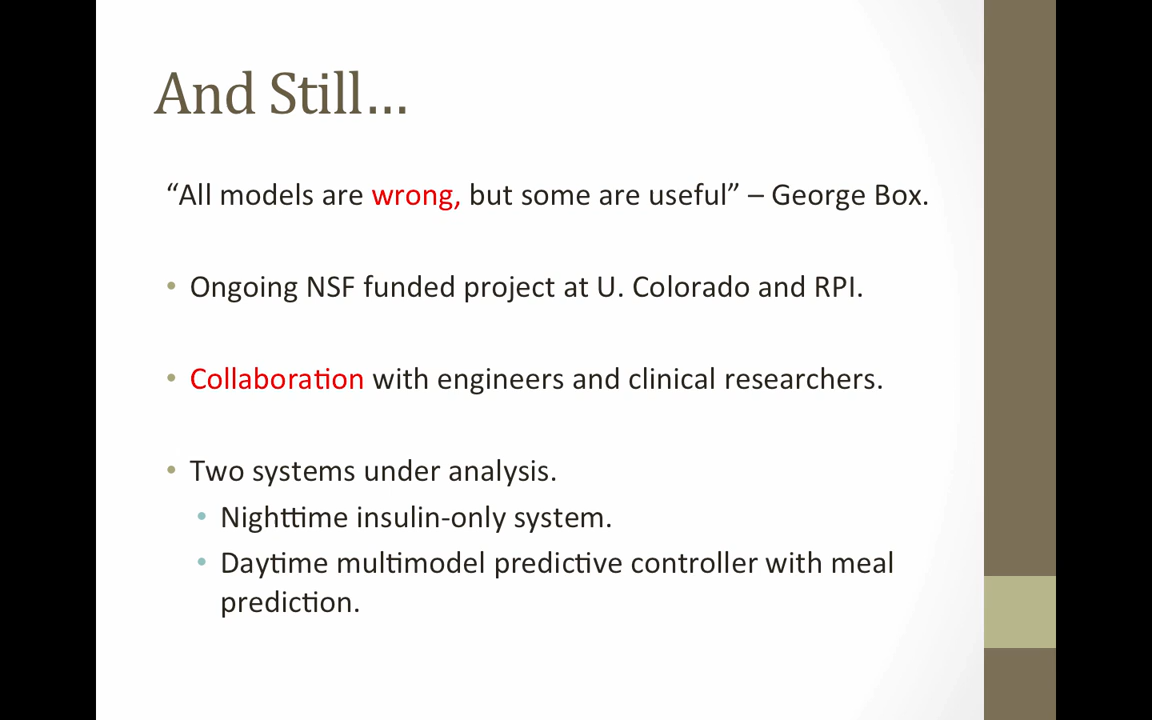 And Still…
“All models are wrong, but some are useful” – George Box.
• Ongoing NSF funded project at U. Colorado and RPI.
• Collaboration with engineers and clinical researchers.
• Two systems under analysis.
• Nighttime insulin-only system.
• Daytime multimodel predictive controller with meal
prediction.